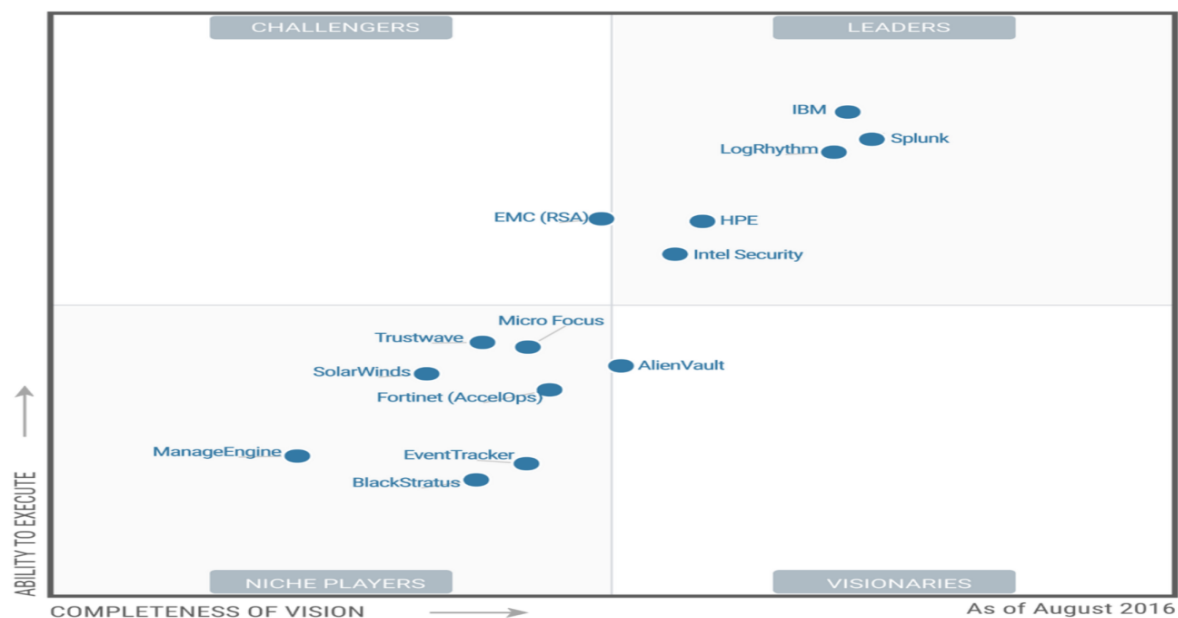 CHALLENGERS
LEADERS
IBM
Splunk
LogRhythm
EMC (RSA)
HPE
Intel Security
Micro Focus
Trustwave
AlienVault
SolarWinds
Fortinet (AccelOps)
ManageEngine
EventTracker
BlackStratus
ABILITY TO EXECUTE
NICHE PLAYERS
VISIONARIES
COMPLETENESS OF VISION
As of August 2016